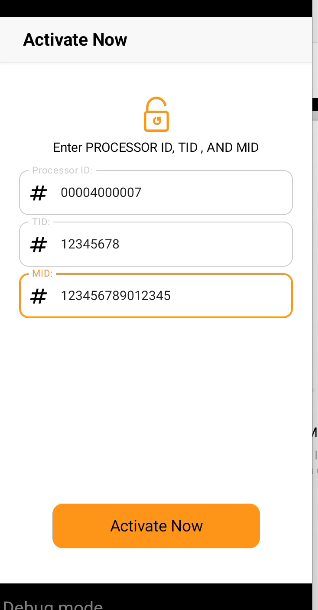 Activate Now
Enter PROCESSOR ID, TID , AND MID
Processor ID:
# 00004000007
TID:
# 12345678
MID:
# 123456789012345
Activate Now
Debug mode